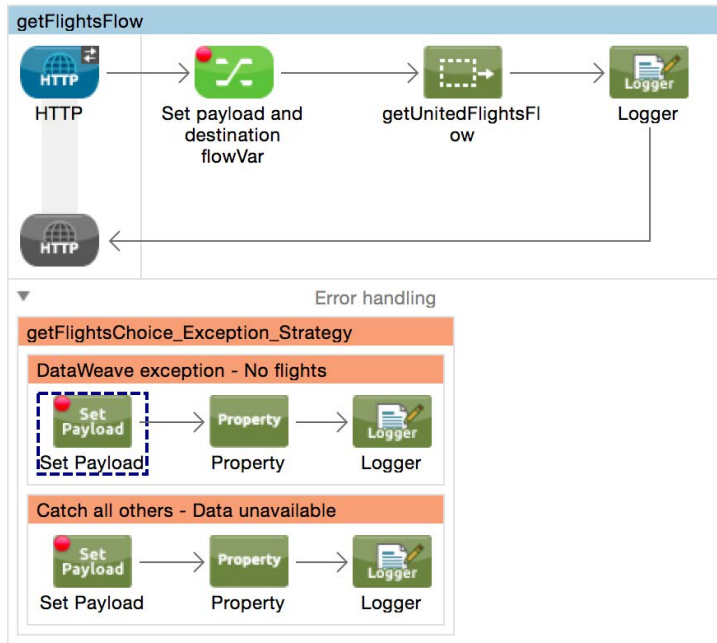 getFlightsFlow
HTTP
HTTP
Set payload and
destination
flowVar
getUnitedFlightsFl
ow
Logger
Logger
HTTP
Error handling
getFlightsChoice_Exception_Strategy
DataWeave exception - No flights
Set
Payload
Set Payload
Property
Property
Logger
Logger
Catch all others - Data unavailable
Set
Payload
Set Payload
Property
Property
Logger
Logger